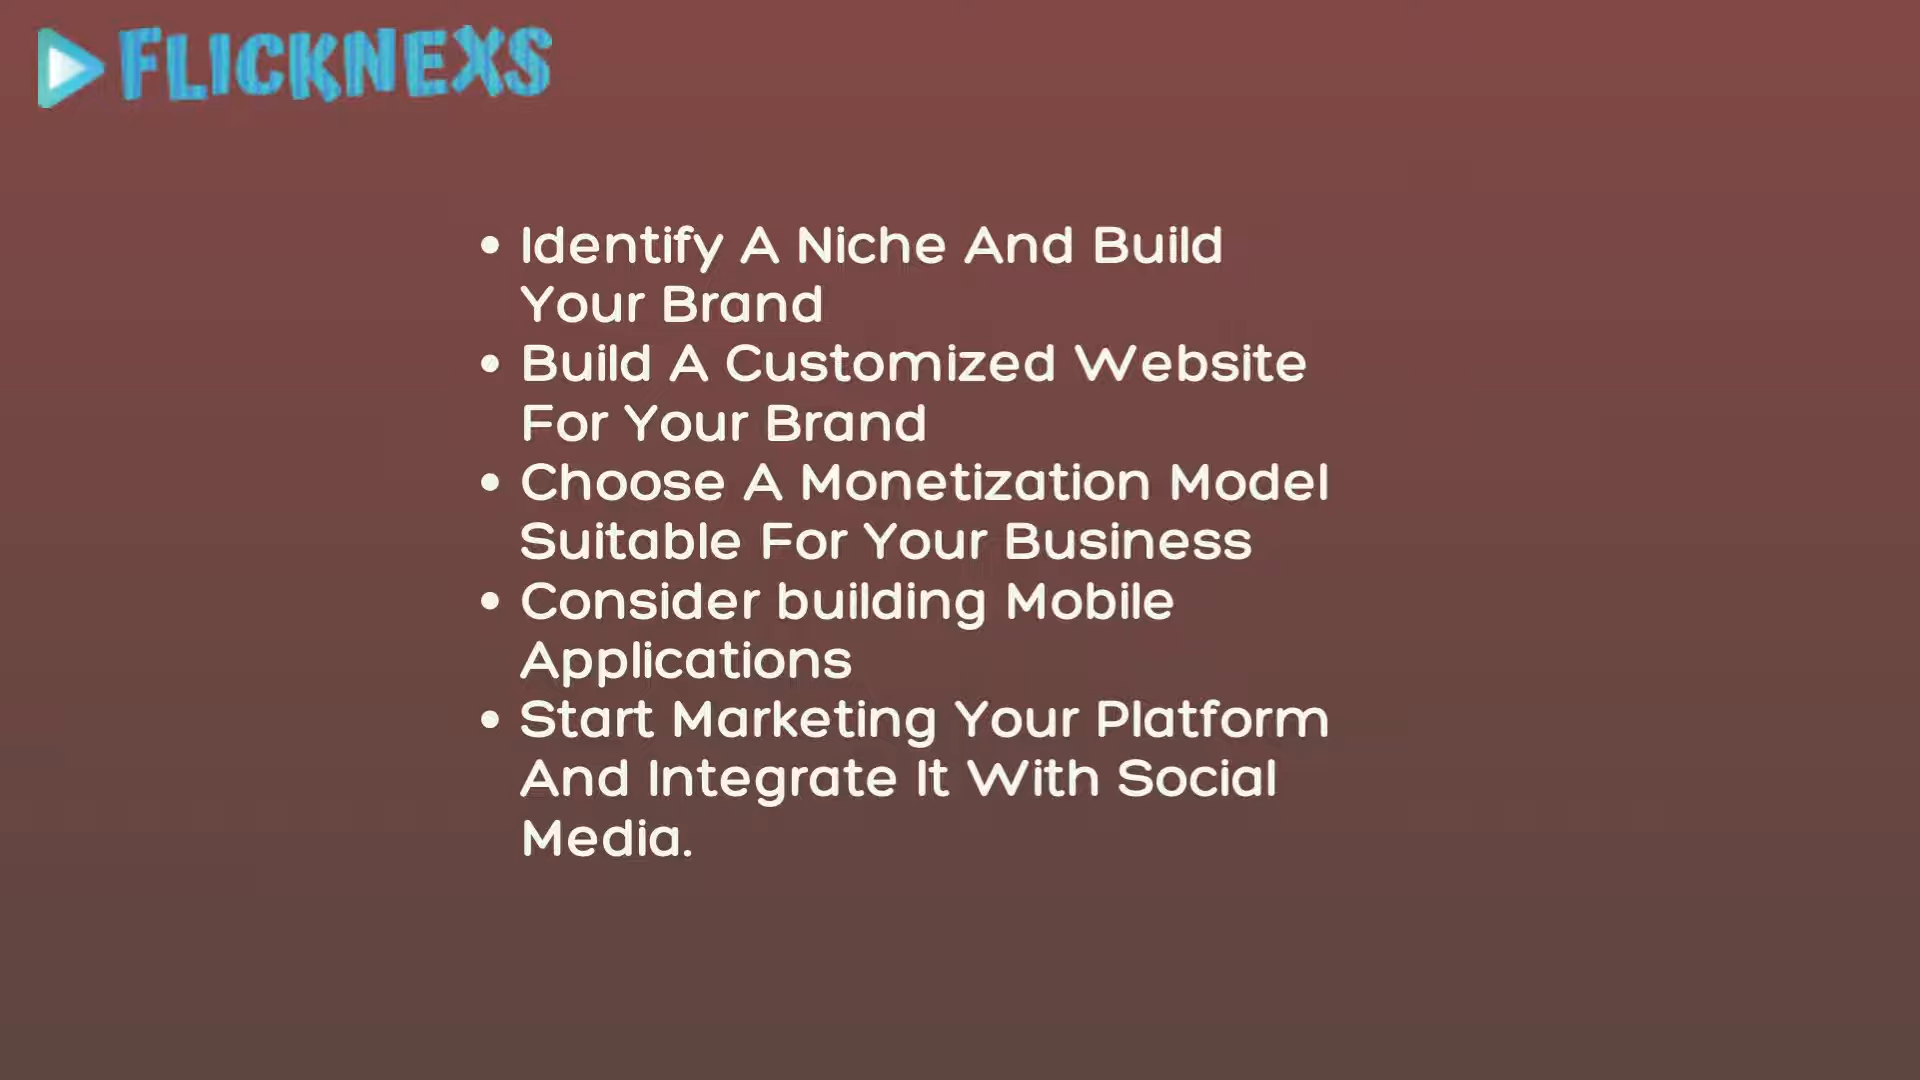 FLICKNEXS
• Identify A Niche And Build
Your Brand
• Build A Customized Website
For Your Brand
• Choose A Monetization Model
Suitable For Your Business
• Consider building Mobile
Applications
• Start Marketing Your Platform
And Integrate It With Social
Media.